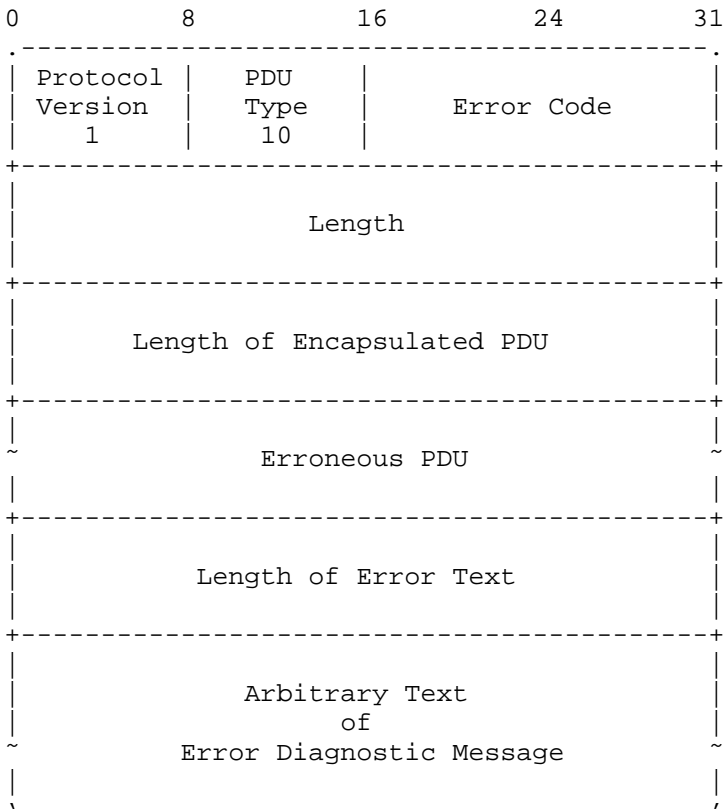 0 8 16 24 31
.-------------------------------------------.
| Protocol | PDU | |
| Version | Type | Error Code |
| 1 | 10 | |
+-------------------------------------------+
| |
| Length |
| |
+-------------------------------------------+
| |
| Length of Encapsulated PDU |
| |
+-------------------------------------------+
| |
~ Erroneous PDU ~
| |
+-------------------------------------------+
| |
| Length of Error Text |
| |
+-------------------------------------------+
| |
| Arbitrary Text |
| of |
~ Error Diagnostic Message ~
| |